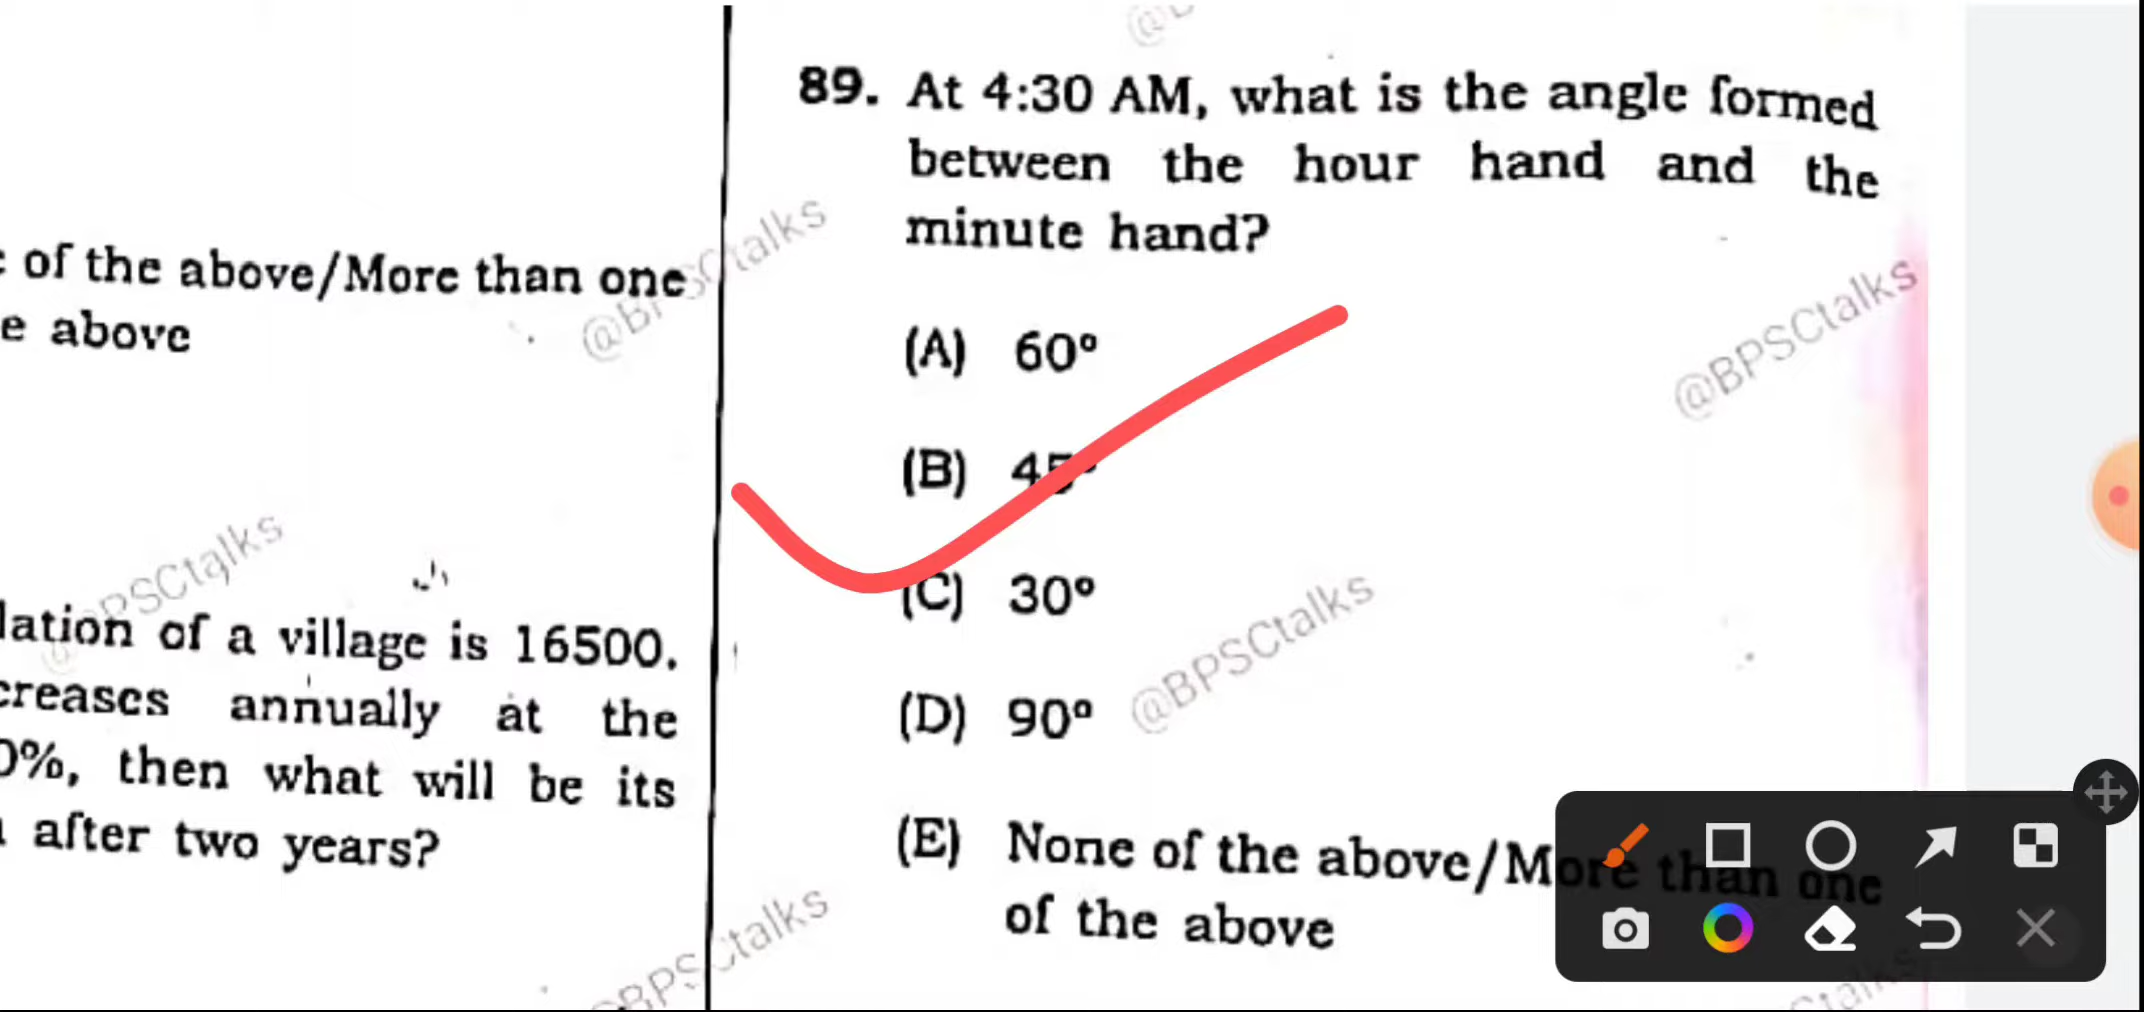 of the above/More than one
e above
lation of a village is 16500.
creases annually at the
0%, then what will be its
after two years?
89. At 4:30 AM, what is the angle formed
between the hour hand and the
minute hand?
(A) 60°
(B) 45°
(C) 30°
(D) 90°
(E) None of the above/More than one
of the above
@BPSCtalks
@BPSCtalks
@BPSCtalks